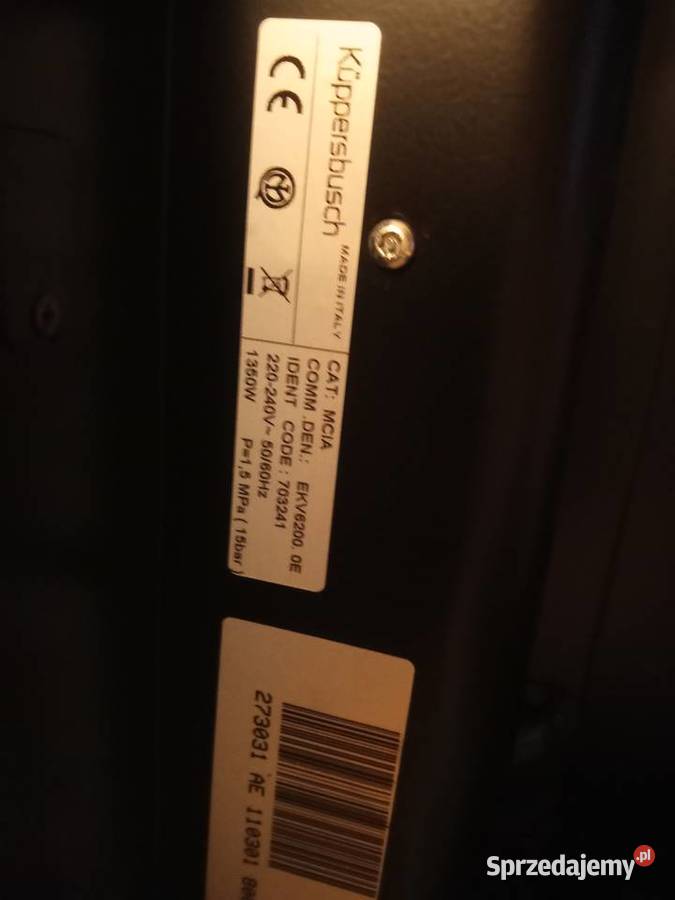 Küppersbusch MADE IN ITALY
CE
CAT: MCIA
COMM .DEN.: EKV6200. 0E
IDENT CODE : 703241
220-240V~ 50/60Hz
1350W P=1,5 MPa ( 15bar )
273031 AE 110301
Sprzedajemy.pl